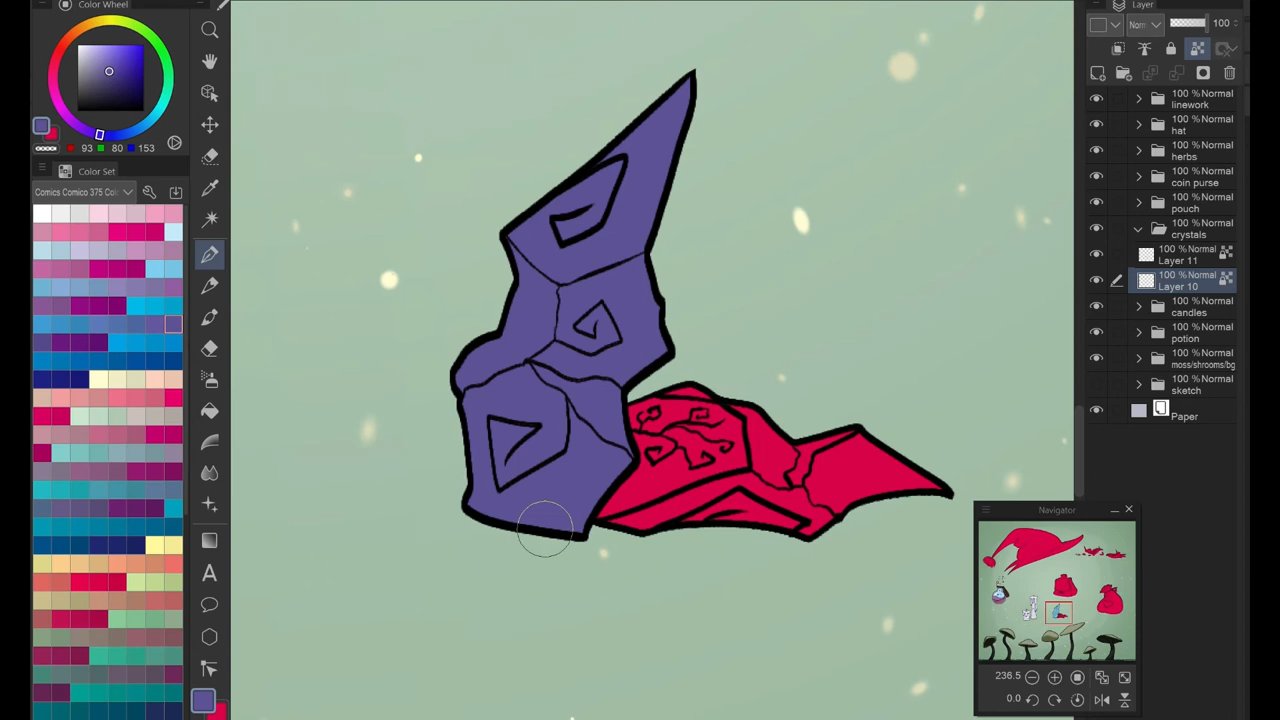 Color Wheel
93 80 153
Color Set
Comics Comico 375 Col
A
Layer
Nom 100
100 % Normal
linework
100 % Normal
hat
100 % Normal
herbs
100 % Normal
coin purse
100 % Normal
pouch
100 % Normal
crystals
100 % Normal
Layer 11
100 % Normal
Layer 10
100 % Normal
candles
100 % Normal
potion
100 % Normal
moss/shrooms/bg
100 % Normal
sketch
Paper
Navigator
236.5
0.0